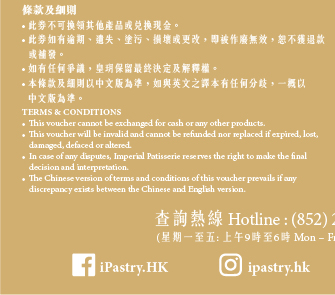 條款及細則
• 此券不可換領其他產品或兌換現金。
• 此券如有逾期、遺失、塗污、損壞或更改，即被作廢無效，恕不獲退款
或補發。
• 如有任何爭議，皇玥保留最終決定及解釋權。
• 本條款及細則以中文版為準，如與英文之譯本有任何分歧，一概以
中文版為準。
TERMS & CONDITIONS
• This voucher cannot be exchanged for cash or any other products.
• This voucher will be invalid and cannot be refunded nor replaced if expired, lost,
damaged, defaced or altered.
• In case of any disputes, Imperial Patisserie reserves the right to make the final
decision and interpretation.
• The Chinese version of terms and conditions of this voucher prevails if any
discrepancy exists between the Chinese and English version.
查詢熱線 Hotline : (852) 2
(星期一至五: 上午9時至6時 Mon – Fr
iPastry.HK
ipastry.hk